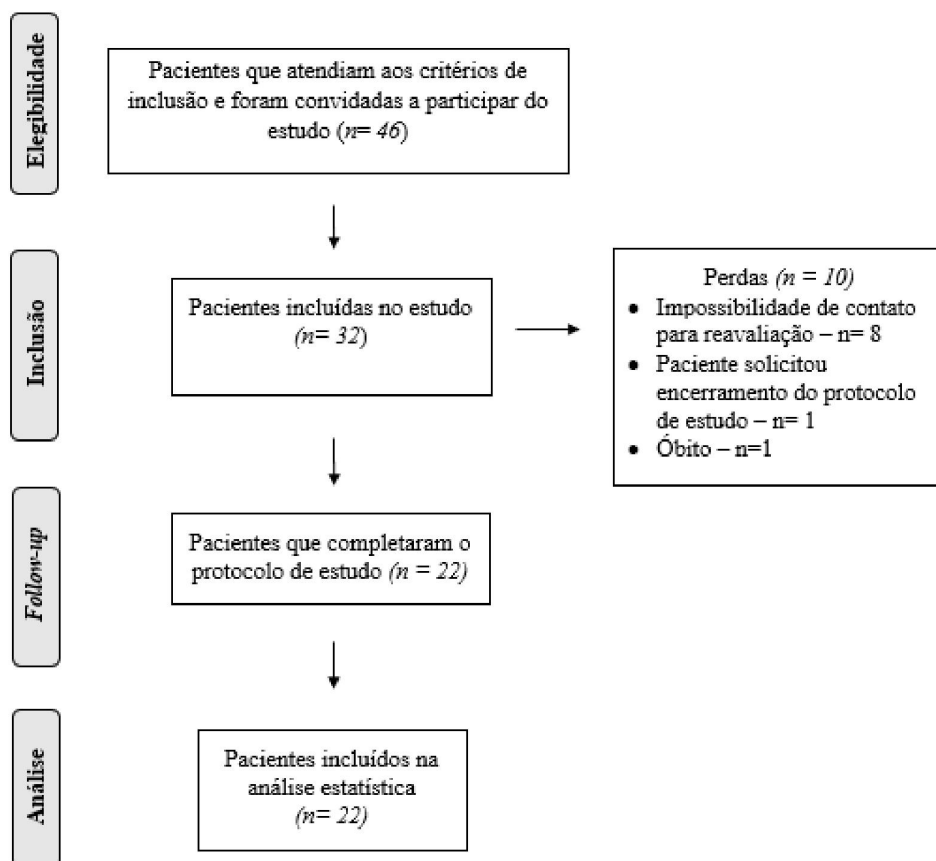 Elegibilidade
Pacientes que atendiam aos critérios de
inclusão e foram convidadas a participar do
estudo (n= 46)
Inclusão
Pacientes incluídas no estudo
(n= 32)
Perdas (n = 10)
• Impossibilidade de contato
para reavaliação – n= 8
• Paciente solicitou
encerramento do protocolo
de estudo – n= 1
• Óbito – n=1
Follow-up
Pacientes que completaram o
protocolo de estudo (n = 22)
Análise
Pacientes incluídos na
análise estatística
(n= 22)